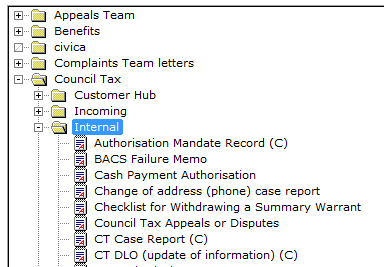 Appeals Team
Benefits
civica
Complaints Team letters
Council Tax
Customer Hub
Incoming
Internal
Authorisation Mandate Record (C)
BACS Failure Memo
Cash Payment Authorisation
Change of address (phone) case report
Checklist for Withdrawing a Summary Warrant
Council Tax Appeals or Disputes
CT Case Report (C)
CT DLO (update of information) (C)